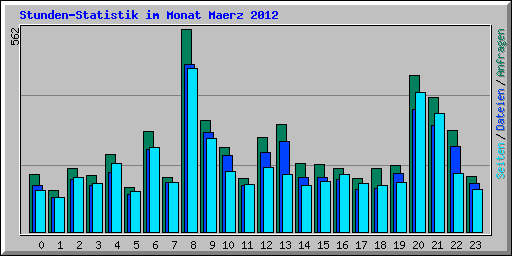 Stunden-Statistik im Monat Maerz 2012
562
Seiten / Dateien / Anfragen
0 1 2 3 4 5 6 7 8 9 10 11 12 13 14 15 16 17 18 19 20 21 22 23